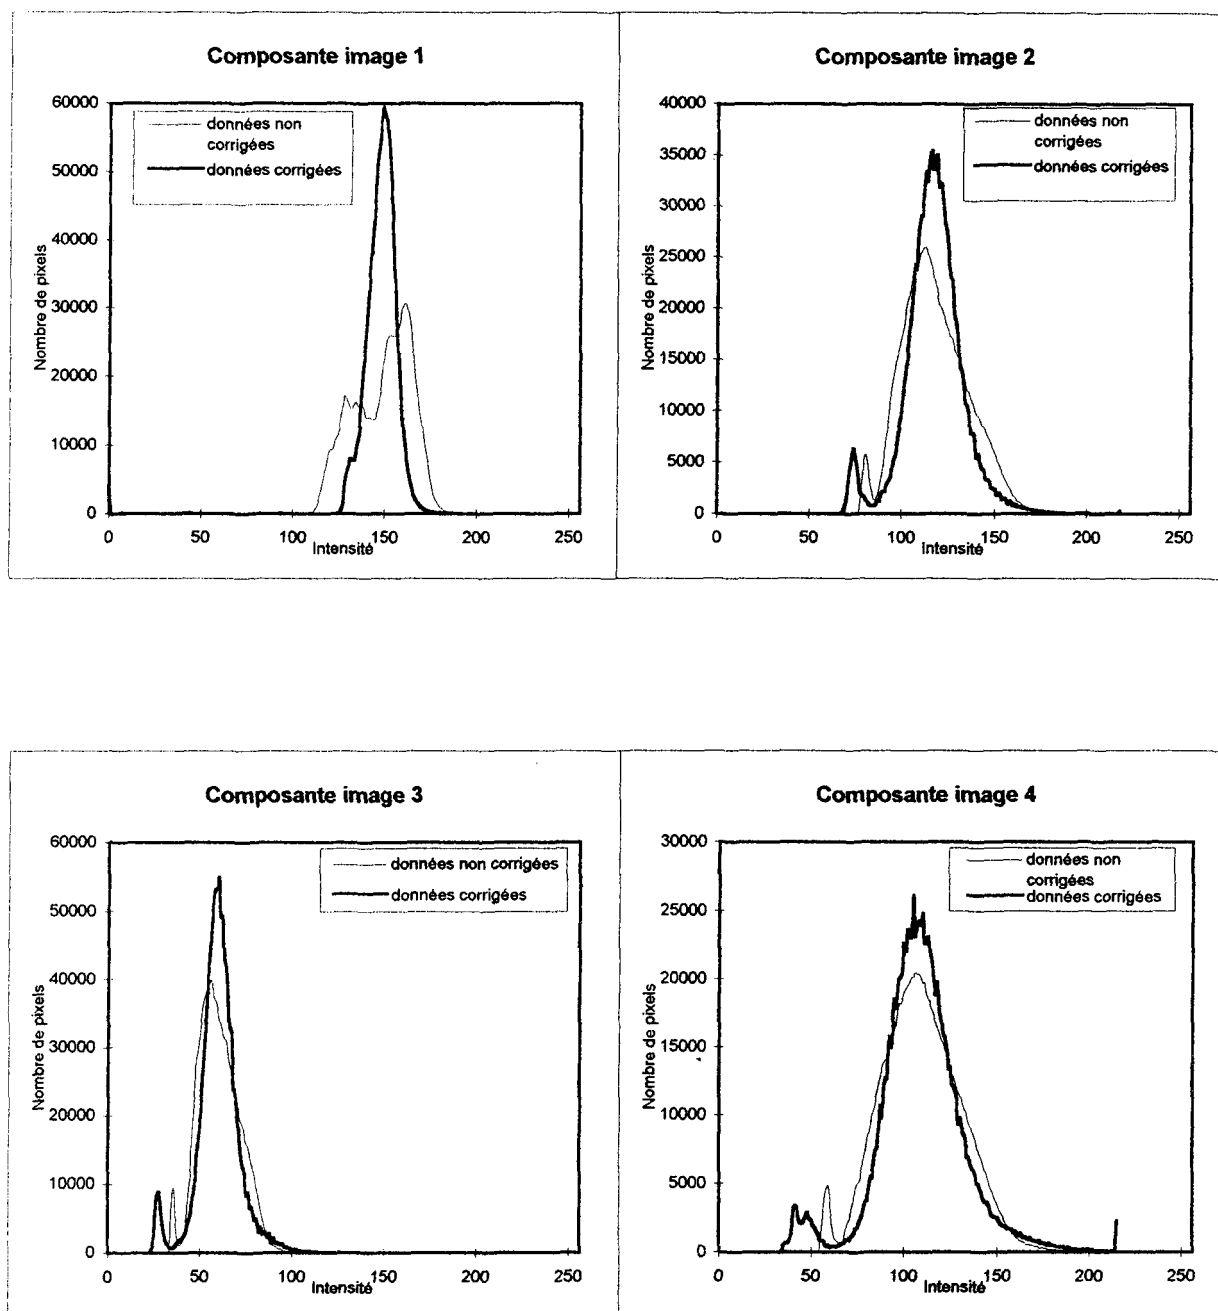 Composante image 1
60000
50000
40000
30000
20000
10000
0
Nombre de pixels
données non
corrigées
données corrigées
0 50 100 150 200 250
Intensité
Composante image 2
40000
35000
30000
25000
20000
15000
10000
5000
0
Nombre de pixels
données non
corrigées
données corrigées
0 50 100 150 200 250
Intensité
Composante image 3
60000
50000
40000
30000
20000
10000
0
Nombre de pixels
données non corrigées
données corrigées
0 50 100 150 200 250
Intensité
Composante image 4
30000
25000
20000
15000
10000
5000
0
Nombre de pixels
données non
corrigées
données corrigées
0 50 100 150 200 250
Intensité